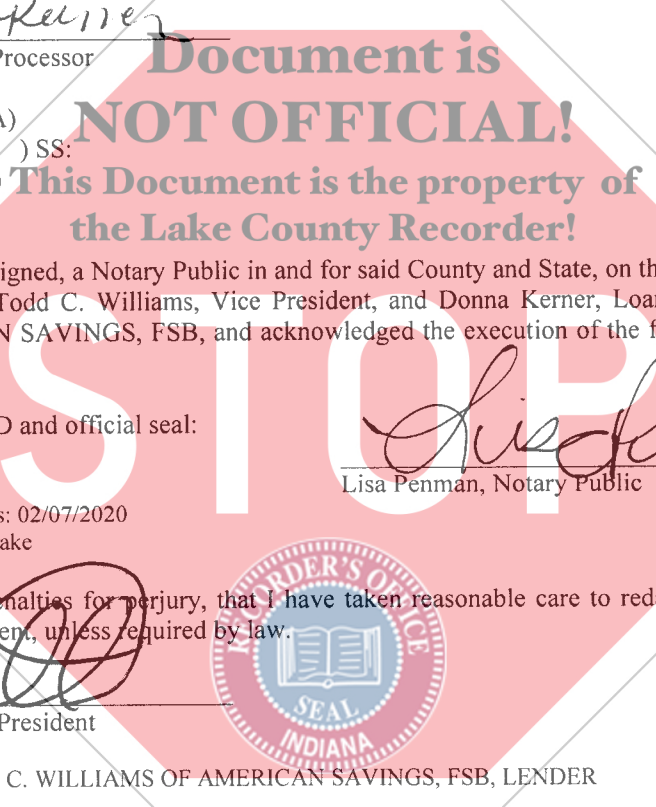 Kerner
Processor
Document is
A)
NOT OFFICIAL!
) SS:
This Document is the property of
the Lake County Recorder!
igned, a Notary Public in and for said County and State, on th
Todd C. Williams, Vice President, and Donna Kerner, Loa
N SAVINGS, FSB, and acknowledged the execution of the f
STOP
D and official seal:
Lisa
Lisa Penman, Notary Public
s: 02/07/2020
ake
enalties for perjury, that I have taken reasonable care to red
ent, unless required by law.
RECORDER'S OFFICE
SEAL
INDIANA
President
C. WILLIAMS OF AMERICAN SAVINGS, FSB, LENDER